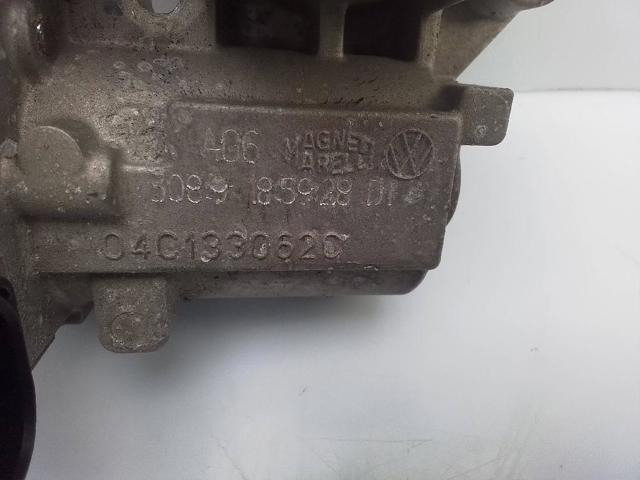 A06 MAGNETI MARELLI
3089 185928 D1
04C133062C